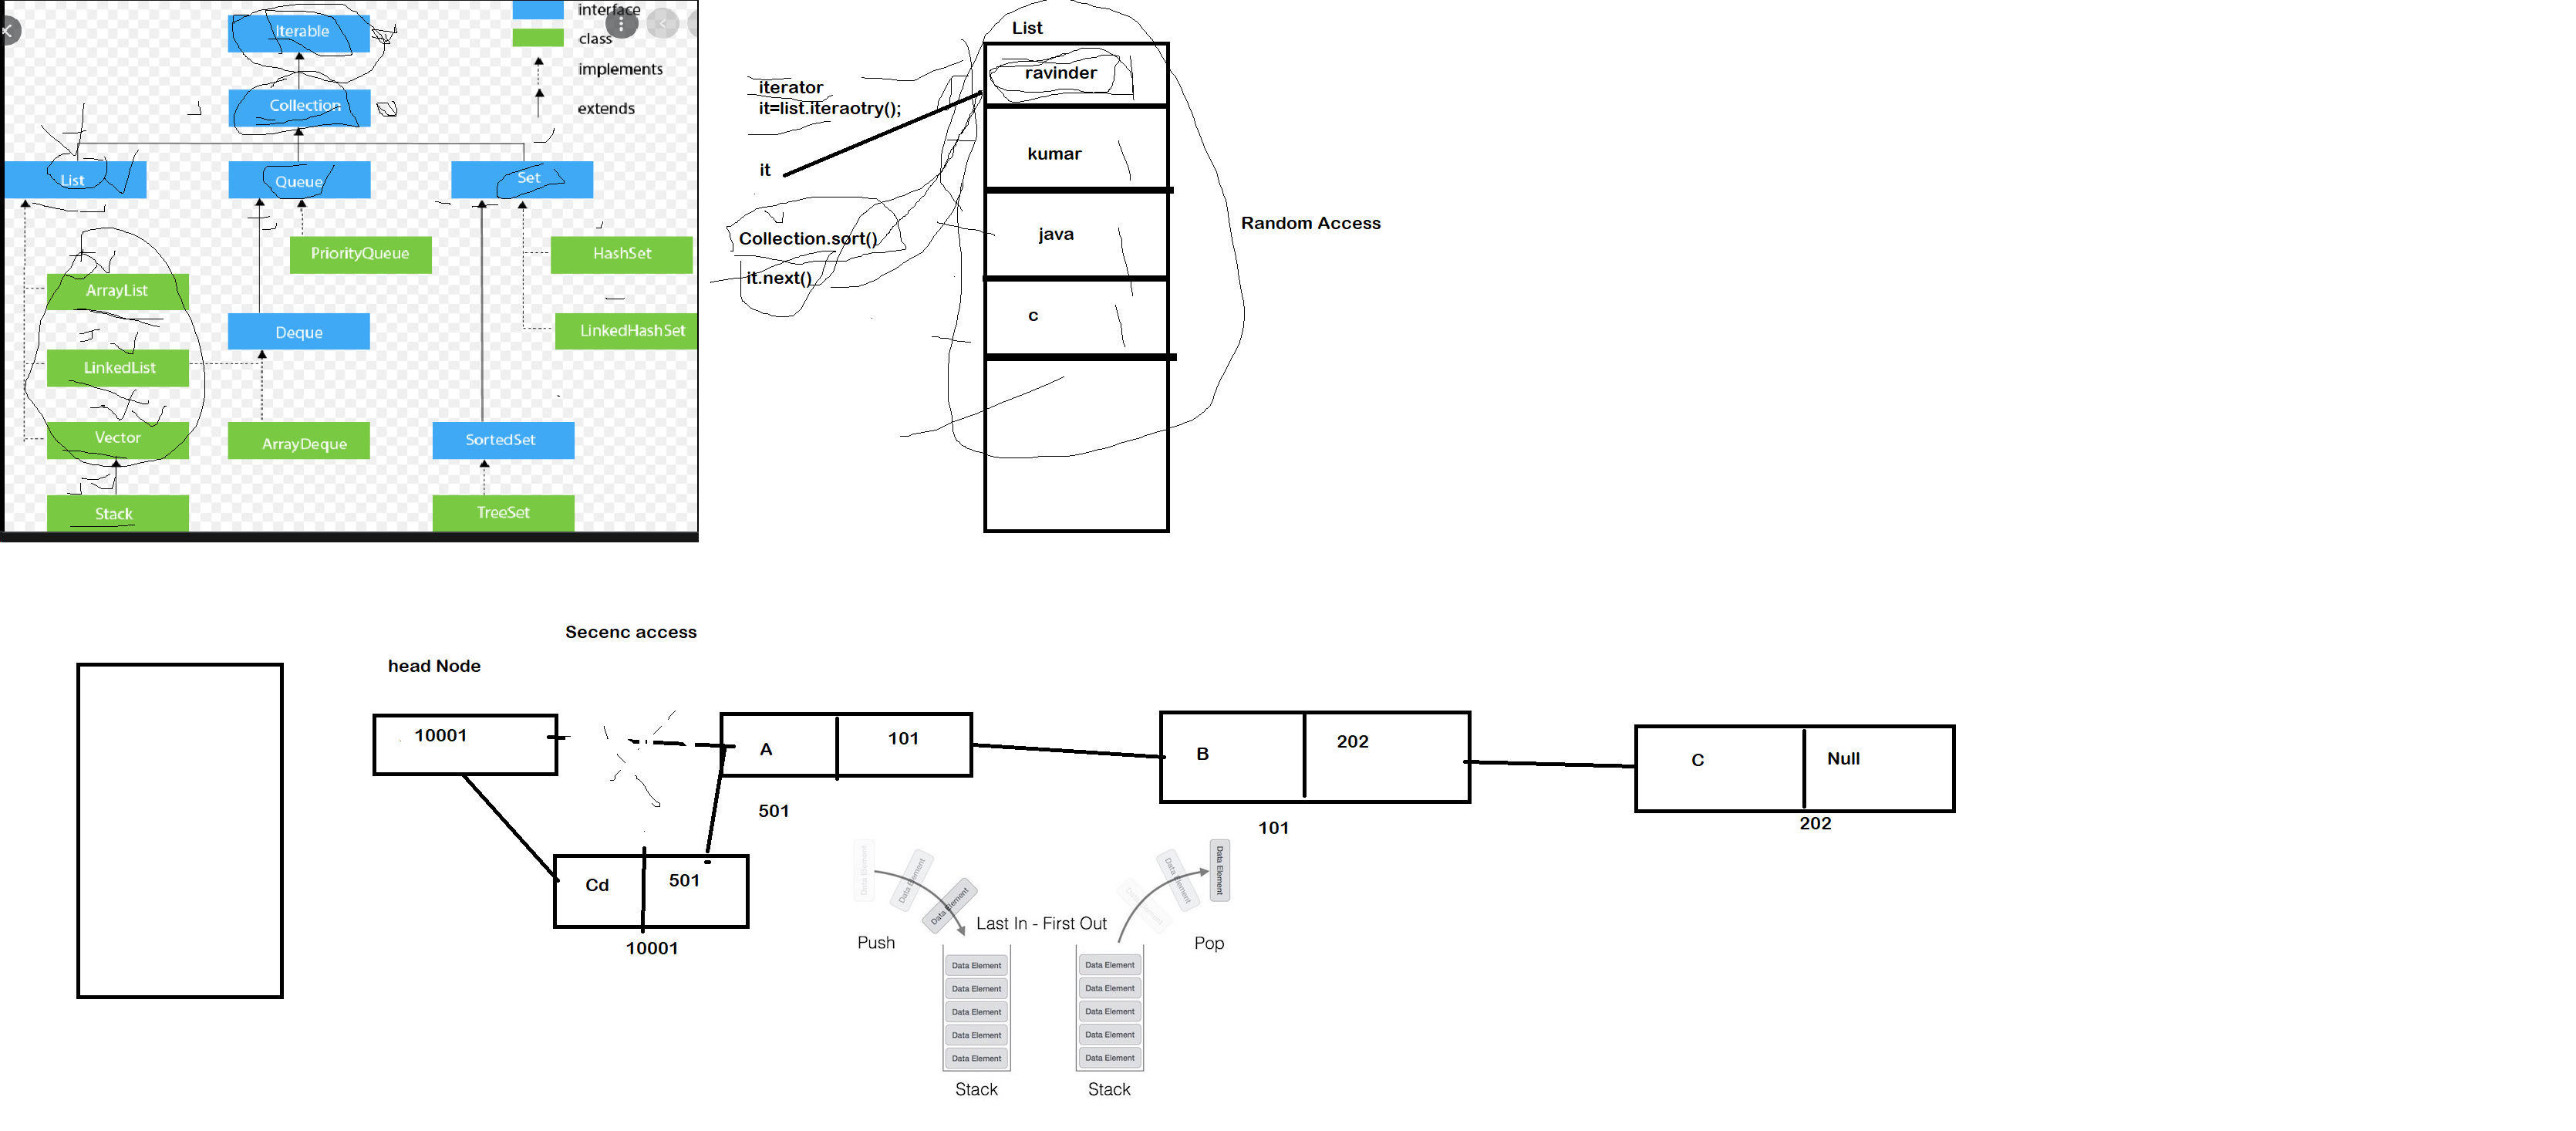 interface
class
implements
extends
Iterable
Collection
List
Queue
Set
PriorityQueue
HashSet
ArrayList
Deque
LinkedHashSet
LinkedList
Vector
ArrayDeque
SortedSet
Stack
TreeSet
List
ravinder
kumar
java
c
Random Access
iterator
it=list.iteraotry();
it
Collection.sort()
it.next()
Secenc access
head Node
10001
A
101
501
B
202
101
C
Null
202
Cd
501
10001
Data Element
Data Element
Data Element
Push
Last In - First Out
Data Element
Data Element
Data Element
Pop
Data Element
Data Element
Data Element
Data Element
Data Element
Stack
Data Element
Data Element
Data Element
Data Element
Data Element
Stack